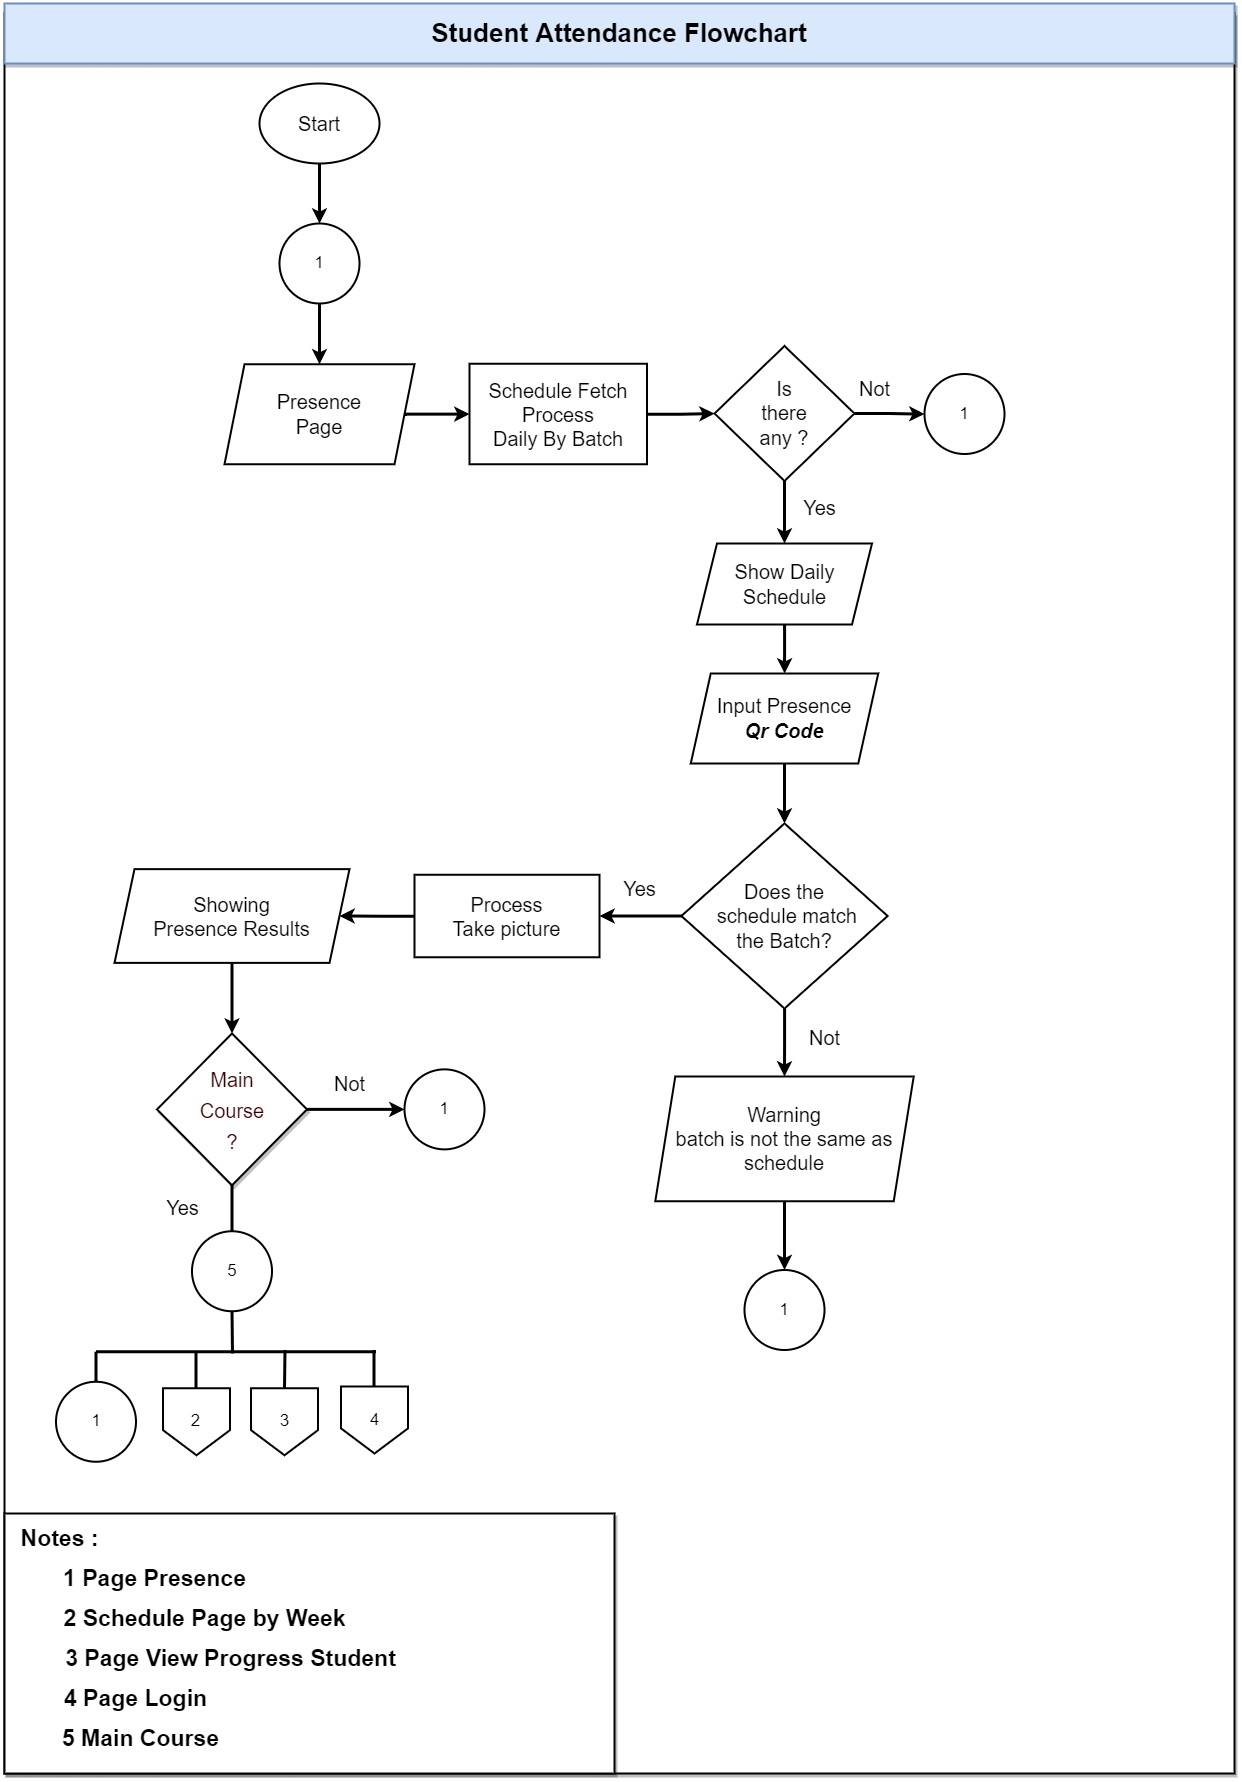 Student Attendance Flowchart
Start
1
Presence
Page
Schedule Fetch
Process
Daily By Batch
Is
there
any ?
Not
1
Yes
Show Daily
Schedule
Input Presence
Qr Code
Does the
schedule match
the Batch?
Yes
Process
Take picture
Showing
Presence Results
Not
Warning
batch is not the same as
schedule
1
Main
Course
?
Not
1
Yes
5
1
2
3
4
Notes :
1 Page Presence
2 Schedule Page by Week
3 Page View Progress Student
4 Page Login
5 Main Course